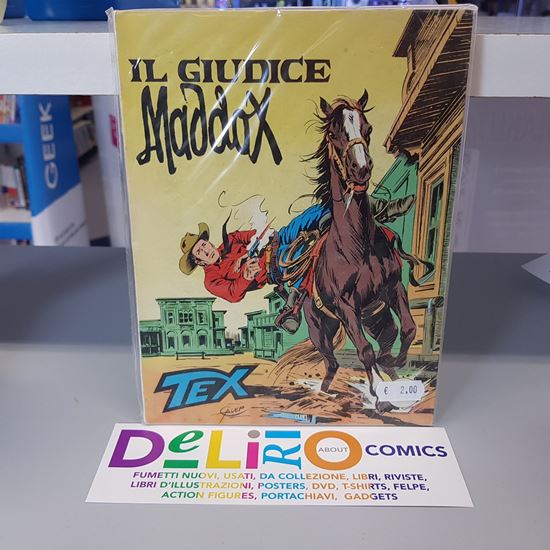 GEEK
IL GIUDICE
Maddox
TEX
GALEP
€ 2.00
DeLiRiO ABOUT COMICS
FUMETTI NUOVI, USATI, DA COLLEZIONE, LIBRI, RIVISTE,
LIBRI D'ILLUSTRAZIONI, POSTERS, DVD, T-SHIRTS, FELPE,
ACTION FIGURES, PORTACHIAVI, GADGETS